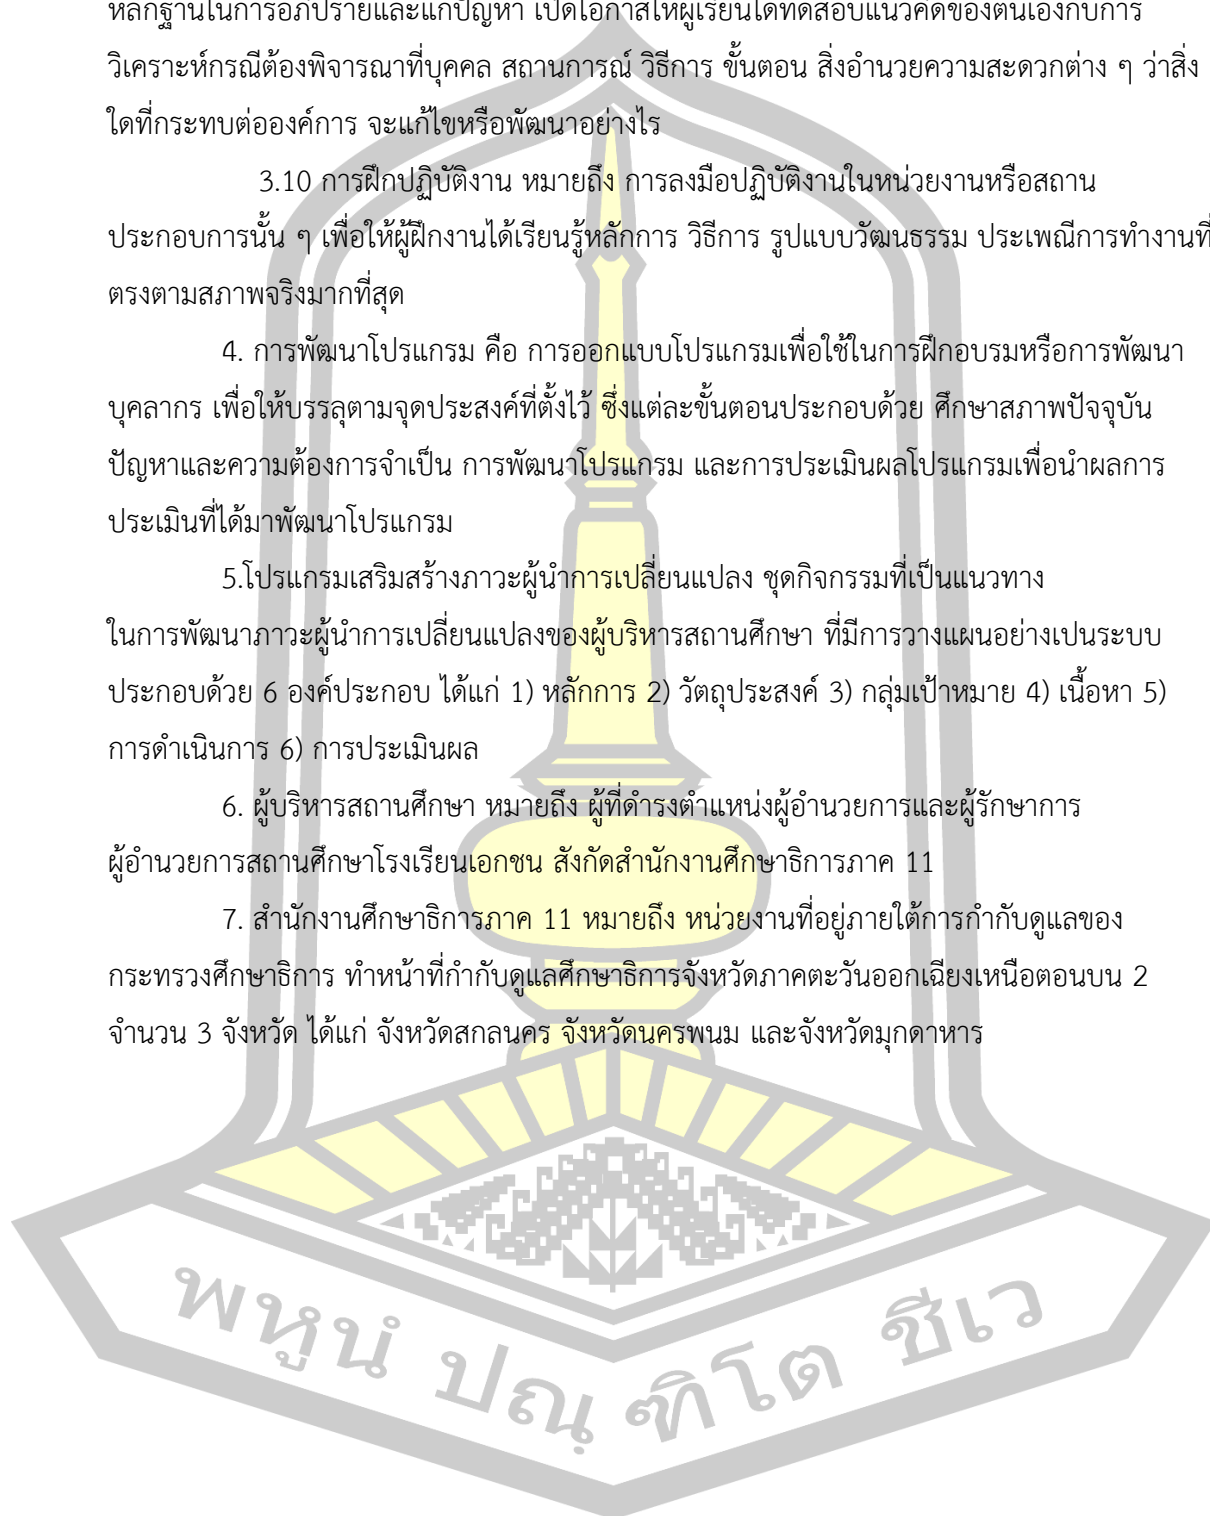 หลักฐานในการอภิปรายและแก้ปัญหา เปิดโอกาสให้ผู้เรียนได้ทดสอบแนวคิดของตนเองกับการ
วิเคราะห์กรณีต้องพิจารณาที่บุคคล สถานการณ์ วิธีการ ขั้นตอน สิ่งอำนวยความสะดวกต่าง ๆ ว่าสิ่ง
ใดที่กระทบต่อองค์การ จะแก้ไขหรือพัฒนาอย่างไร
3.10 การฝึกปฏิบัติงาน หมายถึง การลงมือปฏิบัติงานในหน่วยงานหรือสถาน
ประกอบการนั้น ๆ เพื่อให้ผู้ฝึกงานได้เรียนรู้หลักการ วิธีการ รูปแบบวัฒนธรรม ประเพณีการทำงานที่
ตรงตามสภาพจริงมากที่สุด
4. การพัฒนาโปรแกรม คือ การออกแบบโปรแกรมเพื่อใช้ในการฝึกอบรมหรือการพัฒนา
บุคลากร เพื่อให้บรรลุตามจุดประสงค์ที่ตั้งไว้ ซึ่งแต่ละขั้นตอนประกอบด้วย ศึกษาสภาพปัจจุบัน
ปัญหาและความต้องการจำเป็น การพัฒนาโปรแกรม และการประเมินผลโปรแกรมเพื่อนำผลการ
ประเมินที่ได้มาพัฒนาโปรแกรม
5.โปรแกรมเสริมสร้างภาวะผู้นำการเปลี่ยนแปลง ชุดกิจกรรมที่เป็นแนวทาง
ในการพัฒนาภาวะผู้นำการเปลี่ยนแปลงของผู้บริหารสถานศึกษา ที่มีการวางแผนอย่างเปนระบบ
ประกอบด้วย 6 องค์ประกอบ ได้แก่ 1) หลักการ 2) วัตถุประสงค์ 3) กลุ่มเป้าหมาย 4) เนื้อหา 5)
การดำเนินการ 6) การประเมินผล
6. ผู้บริหารสถานศึกษา หมายถึง ผู้ที่ดำรงตำแหน่งผู้อำนวยการและผู้รักษาการ
ผู้อำนวยการสถานศึกษาโรงเรียนเอกชน สังกัดสำนักงานศึกษาธิการภาค 11
7. สำนักงานศึกษาธิการภาค 11 หมายถึง หน่วยงานที่อยู่ภายใต้การกำกับดูแลของ
กระทรวงศึกษาธิการ ทำหน้าที่กำกับดูแลศึกษาธิการจังหวัดภาคตะวันออกเฉียงเหนือตอนบน 2
จำนวน 3 จังหวัด ได้แก่ จังหวัดสกลนคร จังหวัดนครพนม และจังหวัดมุกดาหาร
พหูนํ ปณฺฑิโต ชีเว